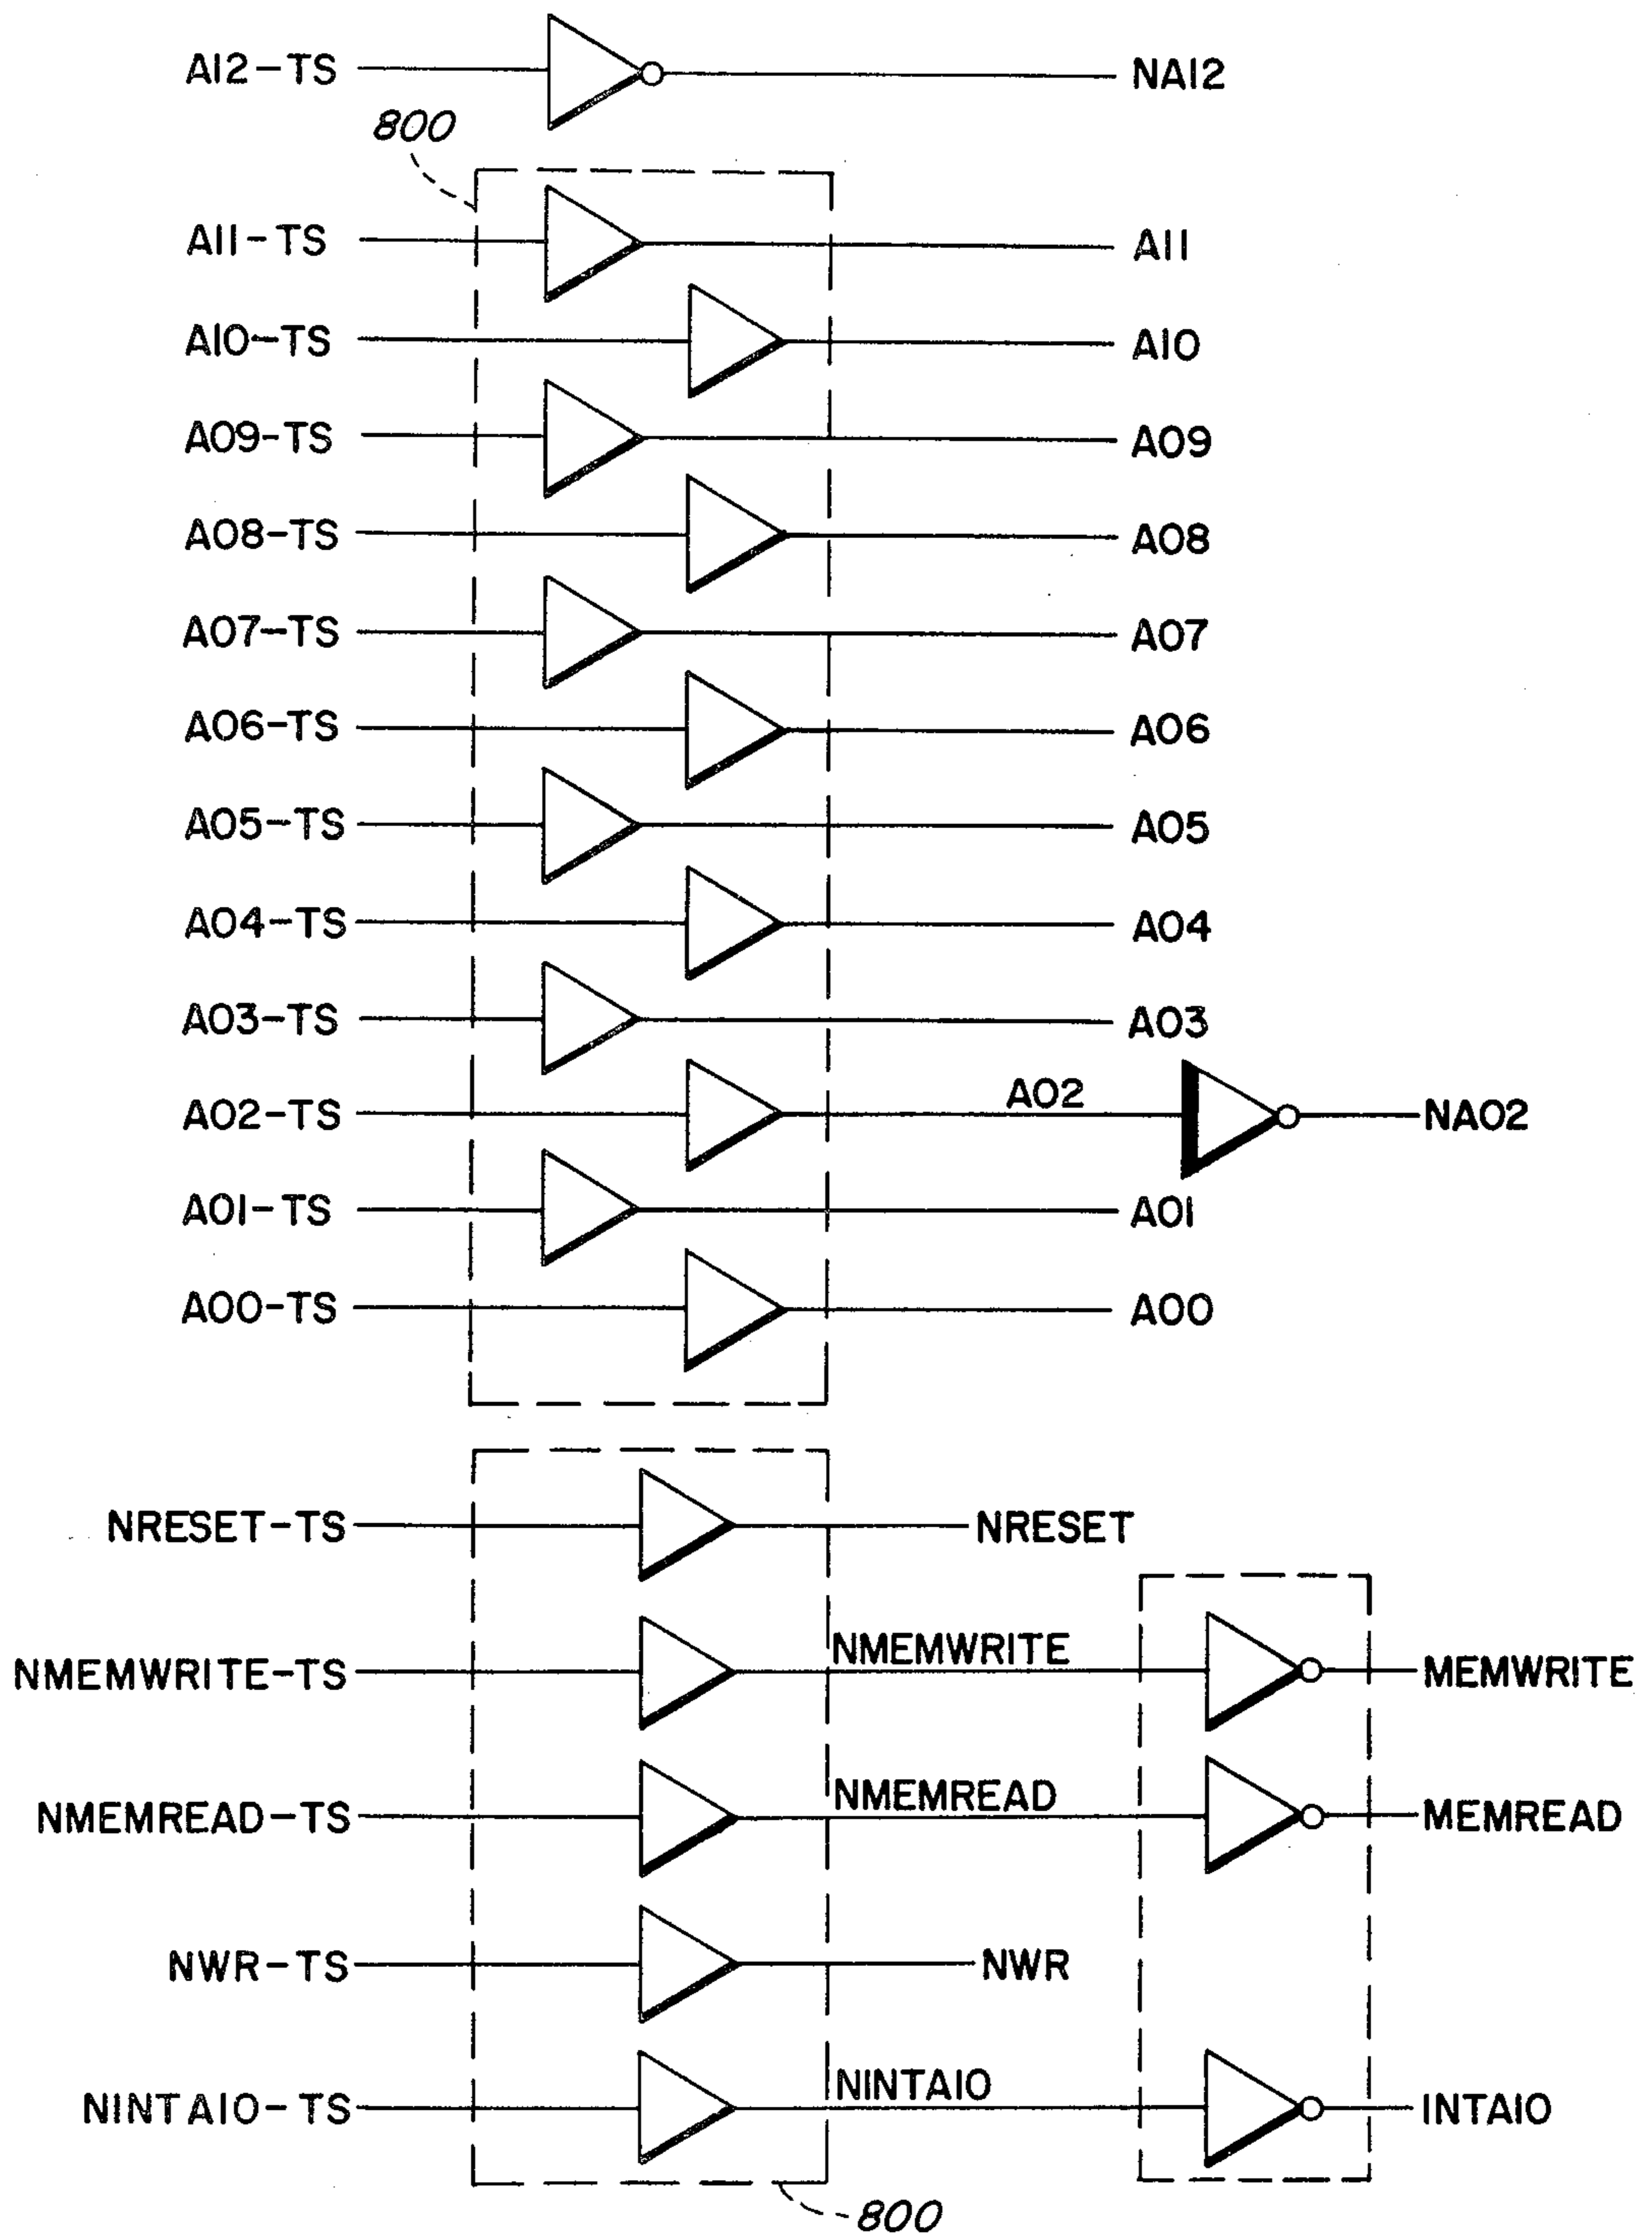 A12-TS NA12
800
A11-TS A11
A10-TS A10
A09-TS A09
A08-TS A08
A07-TS A07
A06-TS A06
A05-TS A05
A04-TS A04
A03-TS A03
A02-TS A02 NA02
A01-TS A01
A00-TS A00
NRESET-TS NRESET
NMEMWRITE-TS NMEMWRITE MEMWRITE
NMEMREAD-TS NMEMREAD MEMREAD
NWR-TS NWR
NINTAIO-TS NINTAIO INTAIO
800